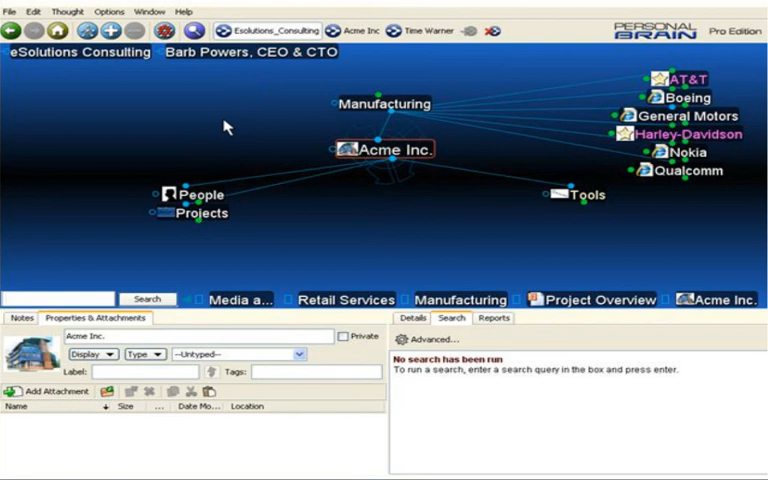 File Edit Thought Options Window Help
Esolutions_Consulting Acme Inc Time Warner PERSONAL BRAIN Pro Edition
eSolutions Consulting Barb Powers, CEO & CTO
AT&T
Manufacturing Boeing
General Motors
Harley-Davidson
Acme Inc. Nokia
Qualcomm
People Tools
Projects
Search Media a... Retail Services Manufacturing Project Overview Acme Inc.
Notes Properties & Attachments Details Search Reports
Acme Inc. Private Advanced...
Display Type --Untyped-- No search has been run
Label: Tags: To run a search, enter a search query in the box and press enter.
Add Attachment
Name Size ... Date Mo... Location